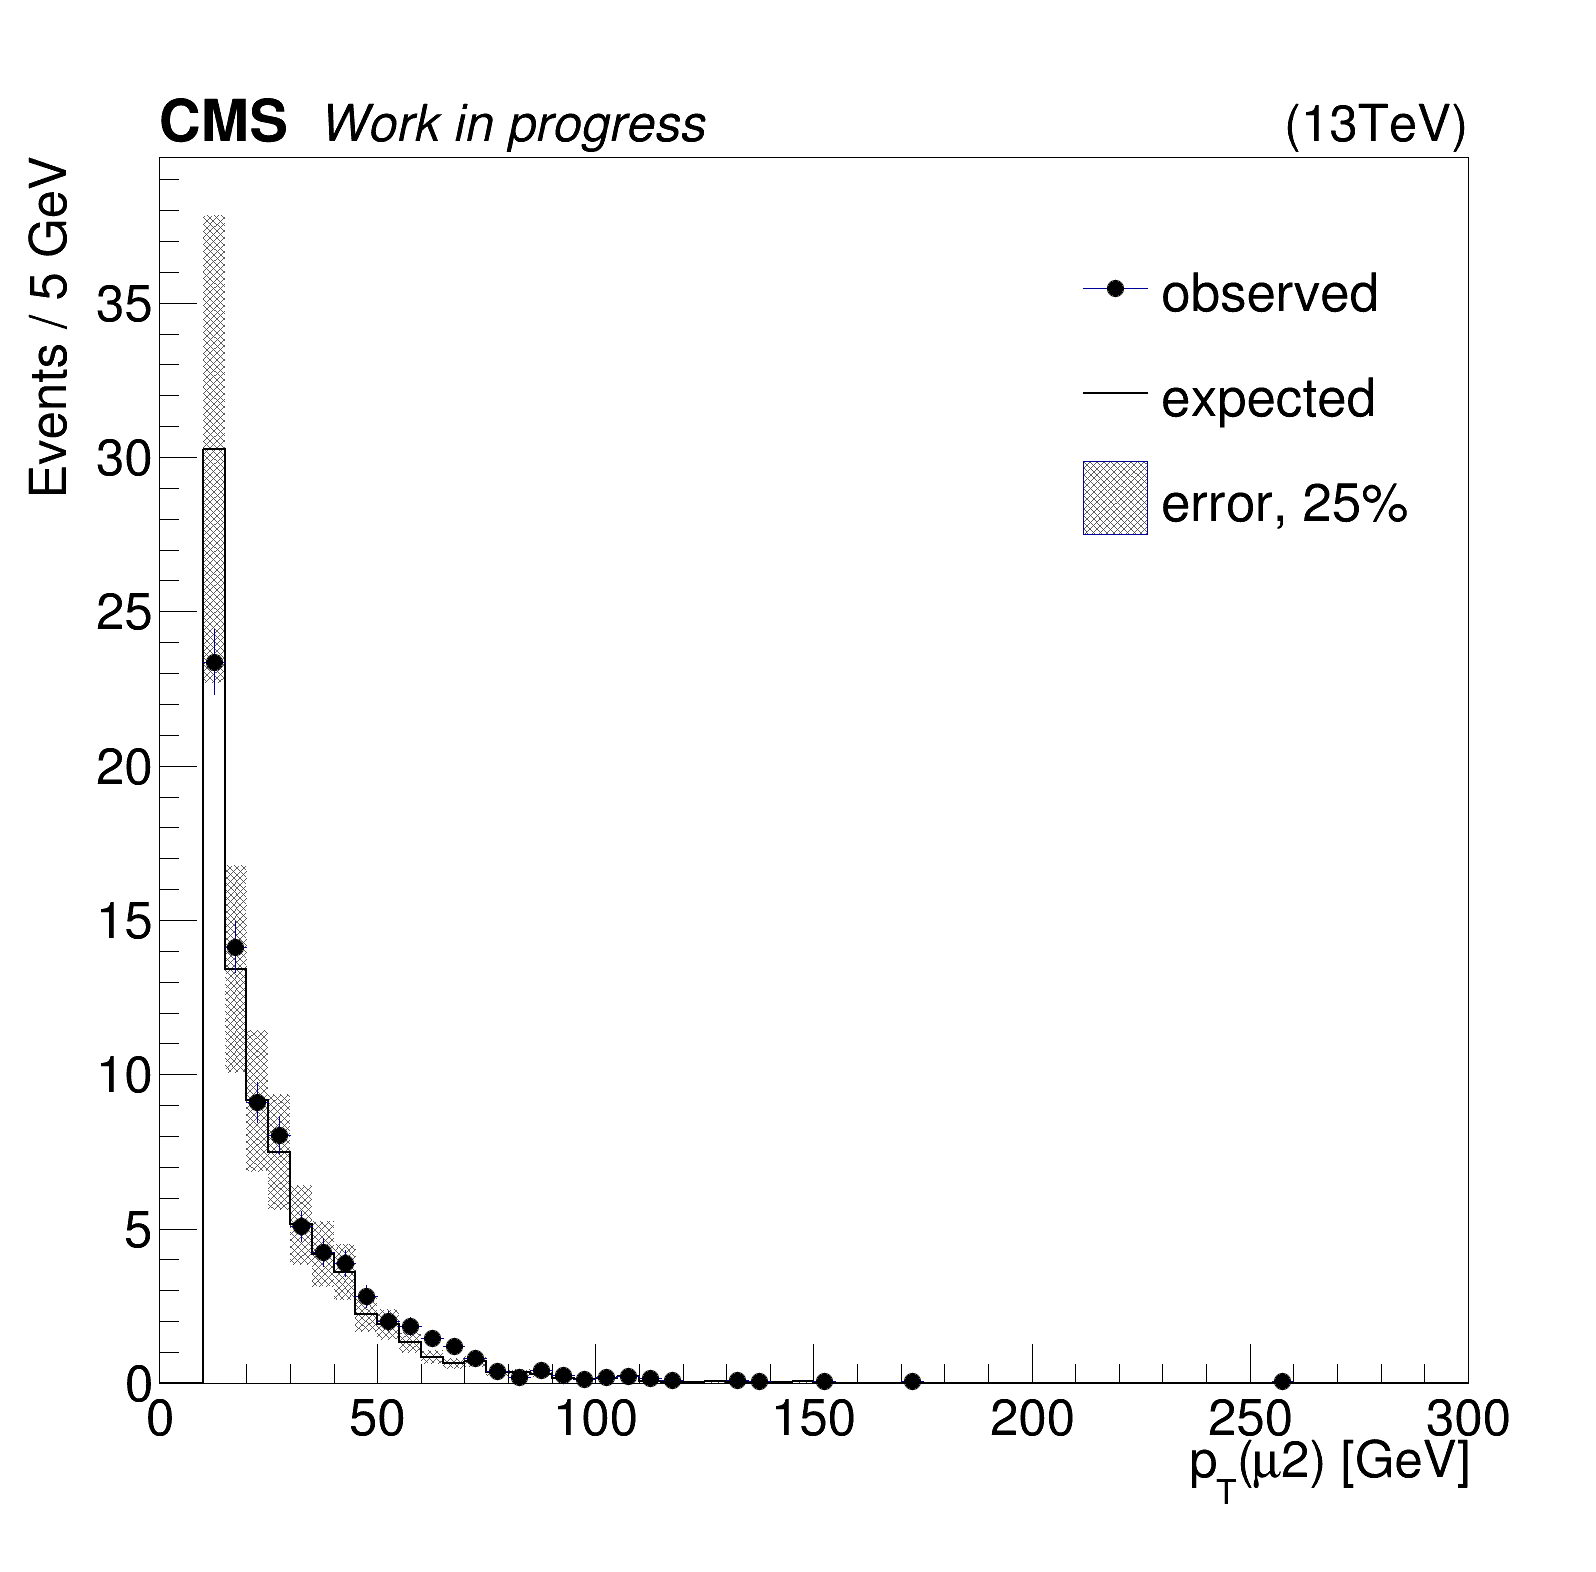 CMS Work in progress (13TeV)
Events / 5 GeV
observed
expected
error, 25%
35
30
25
20
15
10
5
0
0 50 100 150 200 250 300
pT(μ2) [GeV]